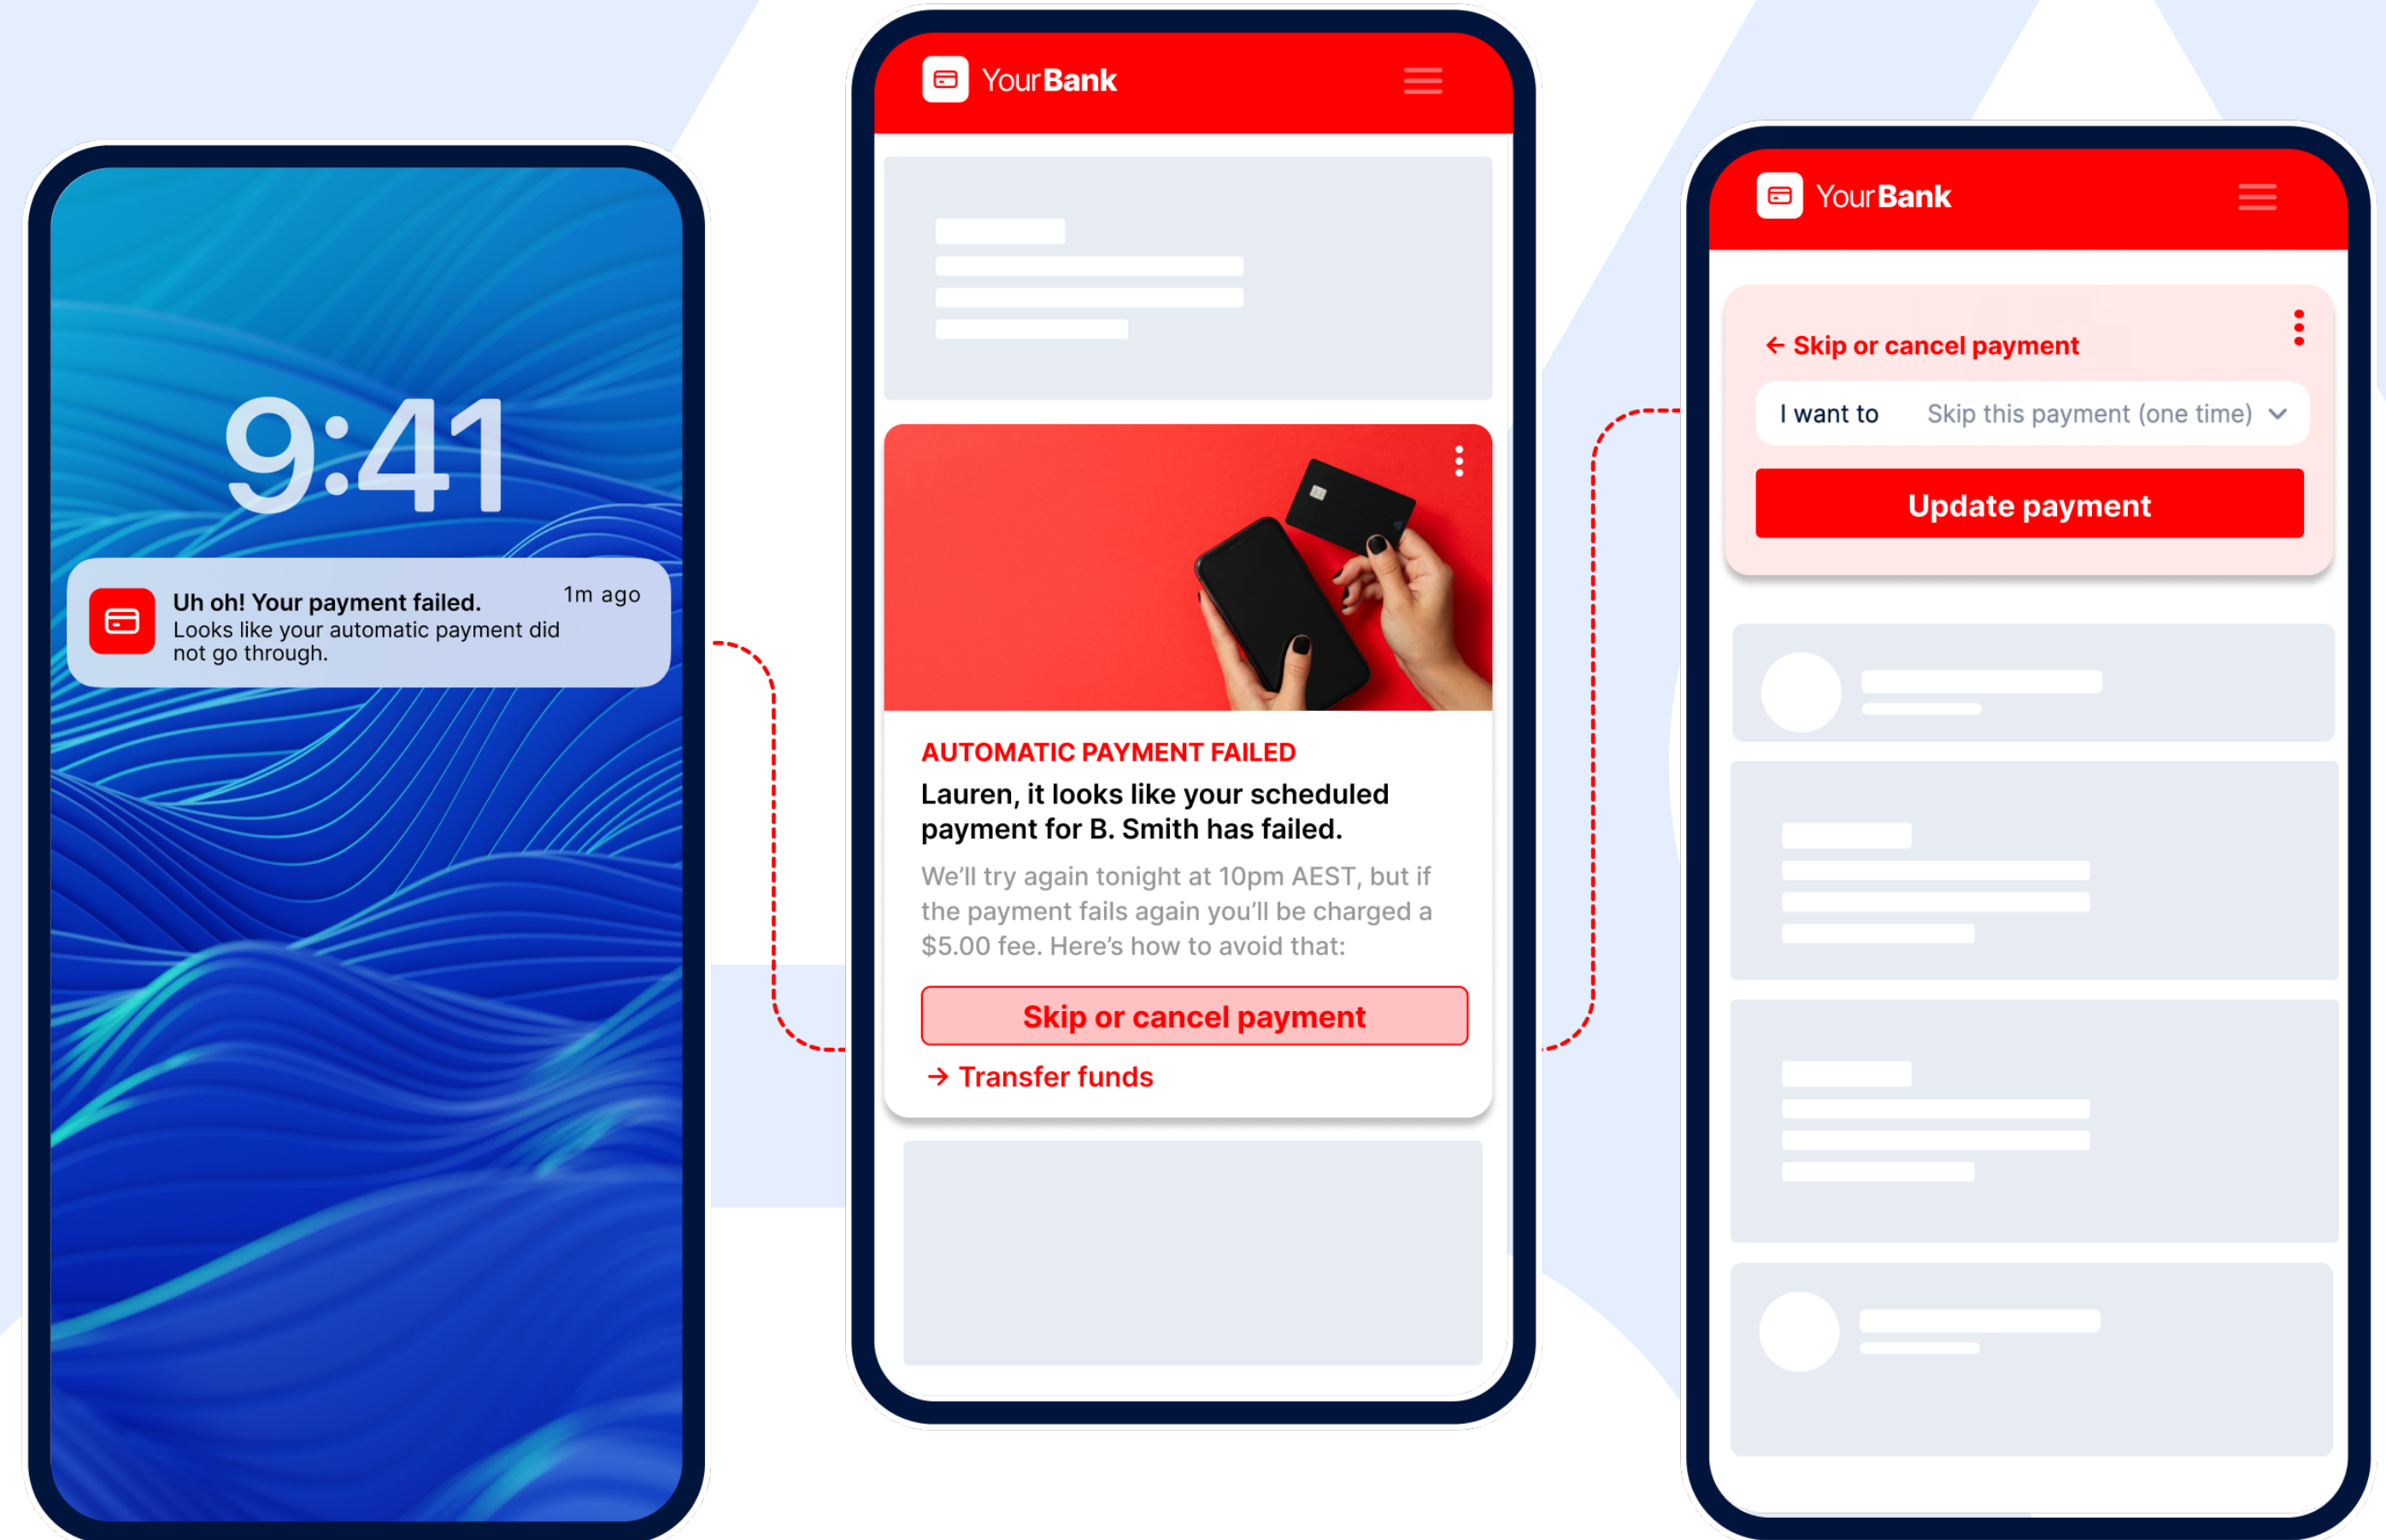 9:41
Uh oh! Your payment failed.
1m ago
Looks like your automatic payment did
not go through.
YourBank
AUTOMATIC PAYMENT FAILED
Lauren, it looks like your scheduled
payment for B. Smith has failed.
We’ll try again tonight at 10pm AEST, but if
the payment fails again you’ll be charged a
$5.00 fee. Here’s how to avoid that:
Skip or cancel payment
→ Transfer funds
YourBank
← Skip or cancel payment
I want to Skip this payment (one time)
Update payment